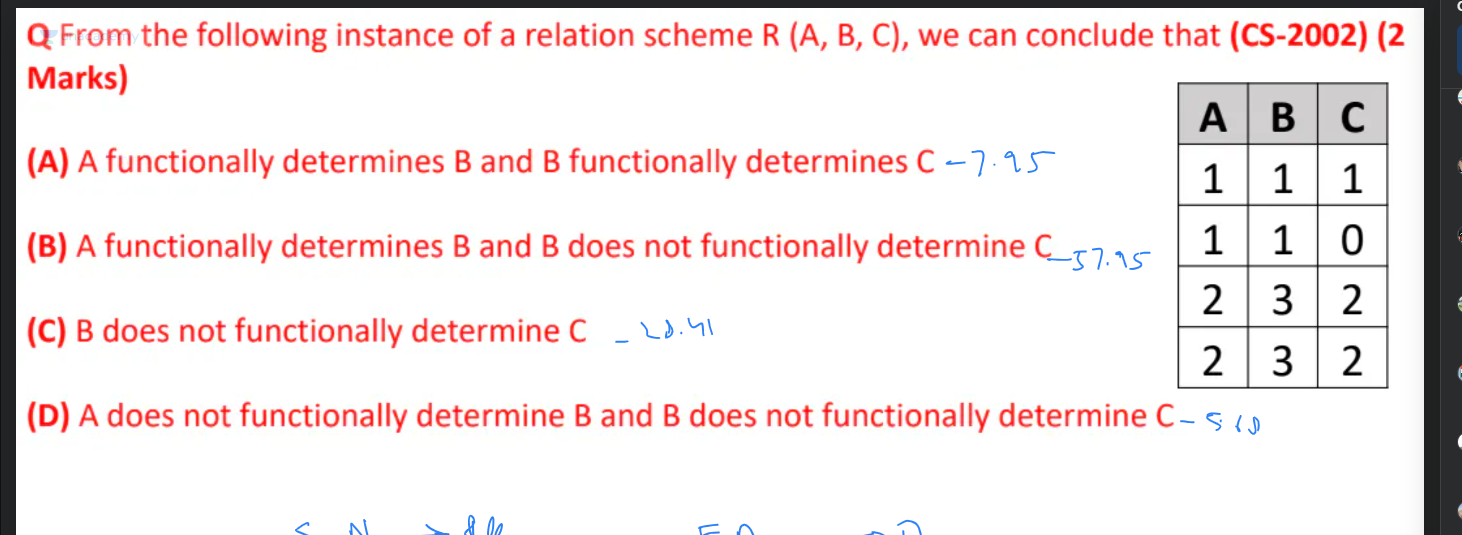 Q From the following instance of a relation scheme R (A, B, C), we can conclude that (CS-2002) (2
Marks)
A B C
1 1 1
1 1 0
2 3 2
2 3 2
(A) A functionally determines B and B functionally determines C - 7.95
(B) A functionally determines B and B does not functionally determine C - 57.95
(C) B does not functionally determine C - 28.41
(D) A does not functionally determine B and B does not functionally determine C - 5.68